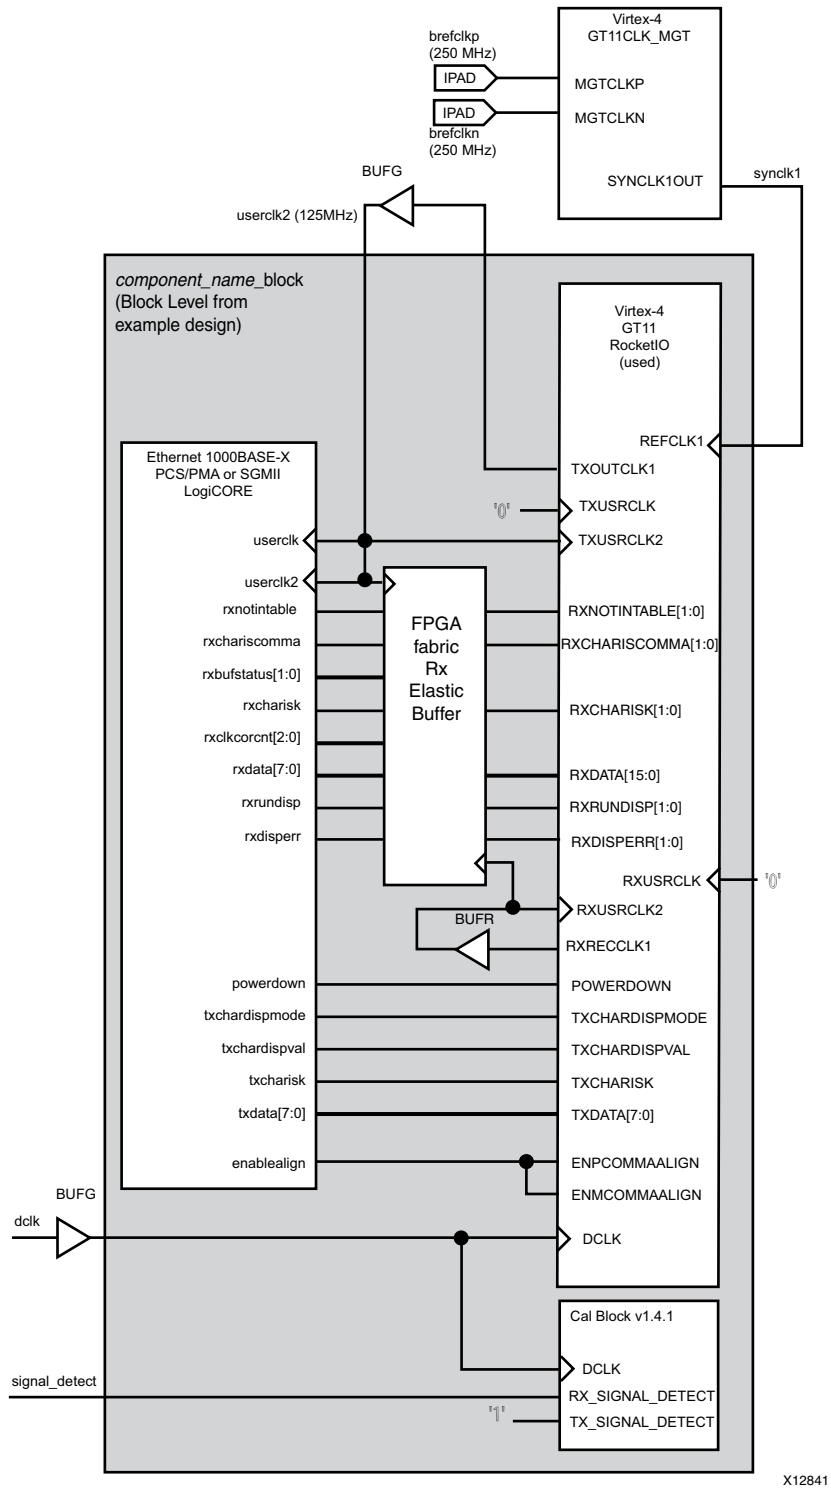 Virtex-4
GT11CLK_MGT
brefclkp
(250 MHz)
IPAD
MGTCLKP
IPAD
MGTCLKN
brefclkn
(250 MHz)
SYNCLK1OUT
synclk1
BUFG
userclk2 (125MHz)
component_name_block
(Block Level from
example design)
Virtex-4
GT11
RocketIO
(used)
REFCLK1
Ethernet 1000BASE-X
PCS/PMA or SGMII
LogiCORE
TXOUTCLK1
'0'
TXUSRCLK
userclk
TXUSRCLK2
userclk2
rxnotintable
RXNOTINTABLE[1:0]
FPGA
fabric
Rx
Elastic
Buffer
rxchariscomma
RXCHARISCOMMA[1:0]
rxbufstatus[1:0]
rxcharisk
RXCHARISK[1:0]
rxclkcorcnt[2:0]
rxdata[7:0]
RXDATA[15:0]
rxrundisp
RXRUNDISP[1:0]
rxdisperr
RXDISPERR[1:0]
RXUSRCLK
'0'
RXUSRCLK2
BUFR
RXRECCLK1
powerdown
POWERDOWN
txchardispmode
TXCHARDISPMODE
txchardispval
TXCHARDISPVAL
txcharisk
TXCHARISK
txdata[7:0]
TXDATA[7:0]
enablealign
ENPCOMMAALIGN
ENMCOMMAALIGN
BUFG
dclk
DCLK
Cal Block v1.4.1
DCLK
signal_detect
RX_SIGNAL_DETECT
'1'
TX_SIGNAL_DETECT
X12841